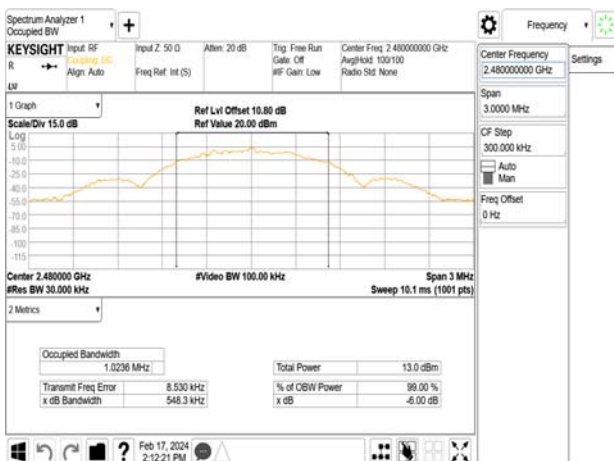 Spectrum Analyzer 1
Occupied BW
Frequency
KEYSIGHT
R
Input: RF
Coupling: DC
Align: Auto
Input Z: 50 Ω
Freq Ref: Int (S)
Atten: 20 dB
Trig: Free Run
Gate: Off
#IF Gain: Low
Center Freq: 2.480000000 GHz
Avg|Hold: 100/100
Radio Std: None
Center Frequency
2.480000000 GHz
Settings
Span
3.0000 MHz
CF Step
300.000 kHz
Auto
Man
Freq Offset
0 Hz
1 Graph
Scale/Div 15.0 dB
Ref Lvl Offset 10.80 dB
Ref Value 20.00 dBm
Log
5.00
-10.0
-25.0
-40.0
-55.0
-70.0
-85.0
-100
-115
Center 2.480000 GHz
#Res BW 30.000 kHz
#Video BW 100.00 kHz
Span 3 MHz
Sweep 10.1 ms (1001 pts)
2 Metrics
Occupied Bandwidth
1.0236 MHz
Total Power 13.0 dBm
Transmit Freq Error 8.530 kHz
% of OBW Power 99.00 %
x dB Bandwidth 548.3 kHz
x dB -6.00 dB
?
Feb 17, 2024
2:12:21 PM